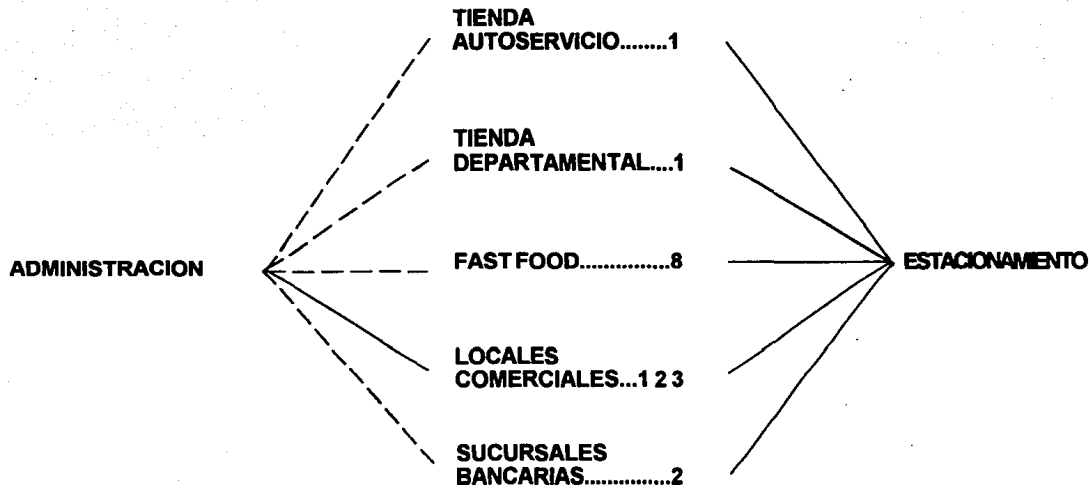 TIENDA
AUTOSERVICIO........1
TIENDA
DEPARTAMENTAL....1
ADMINISTRACION
FAST FOOD...............8
ESTACIONAMIENTO
LOCALES
COMERCIALES...1 2 3
SUCURSALES
BANCARIAS..............2